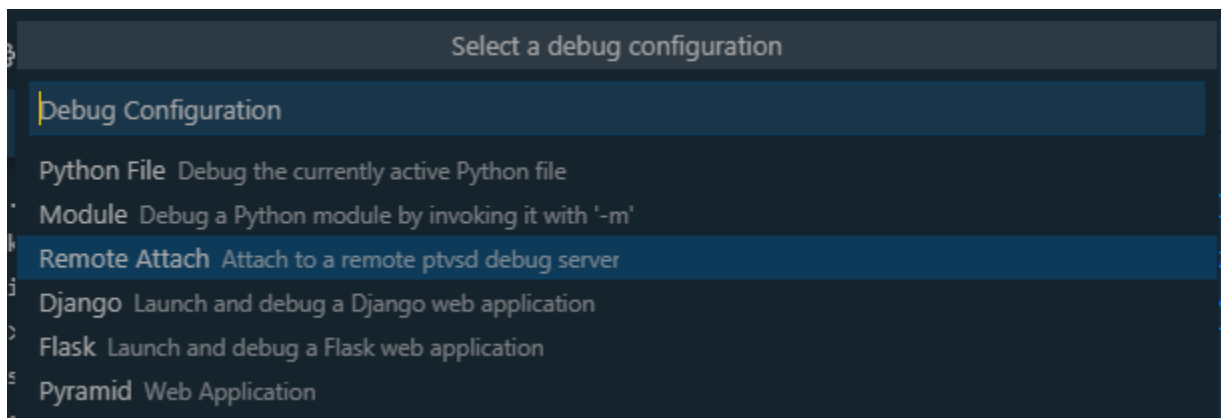 Select a debug configuration
Debug Configuration
Python File Debug the currently active Python file
Module Debug a Python module by invoking it with '-m'
Remote Attach Attach to a remote ptvsd debug server
Django Launch and debug a Django web application
Flask Launch and debug a Flask web application
Pyramid Web Application